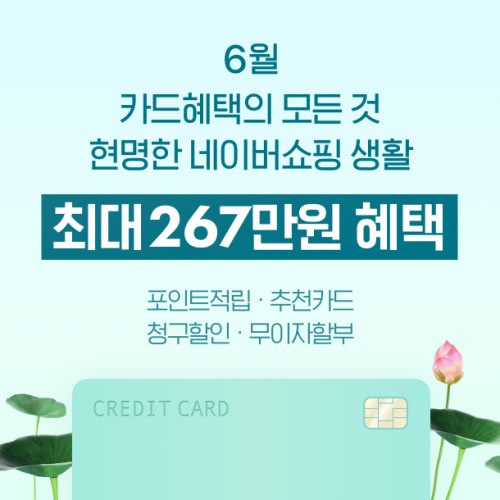 6월
카드혜택의 모든 것
현명한 네이버쇼핑 생활
최대 267만원 혜택
포인트적립 · 추천카드
청구할인 · 무이자할부
CREDIT CARD